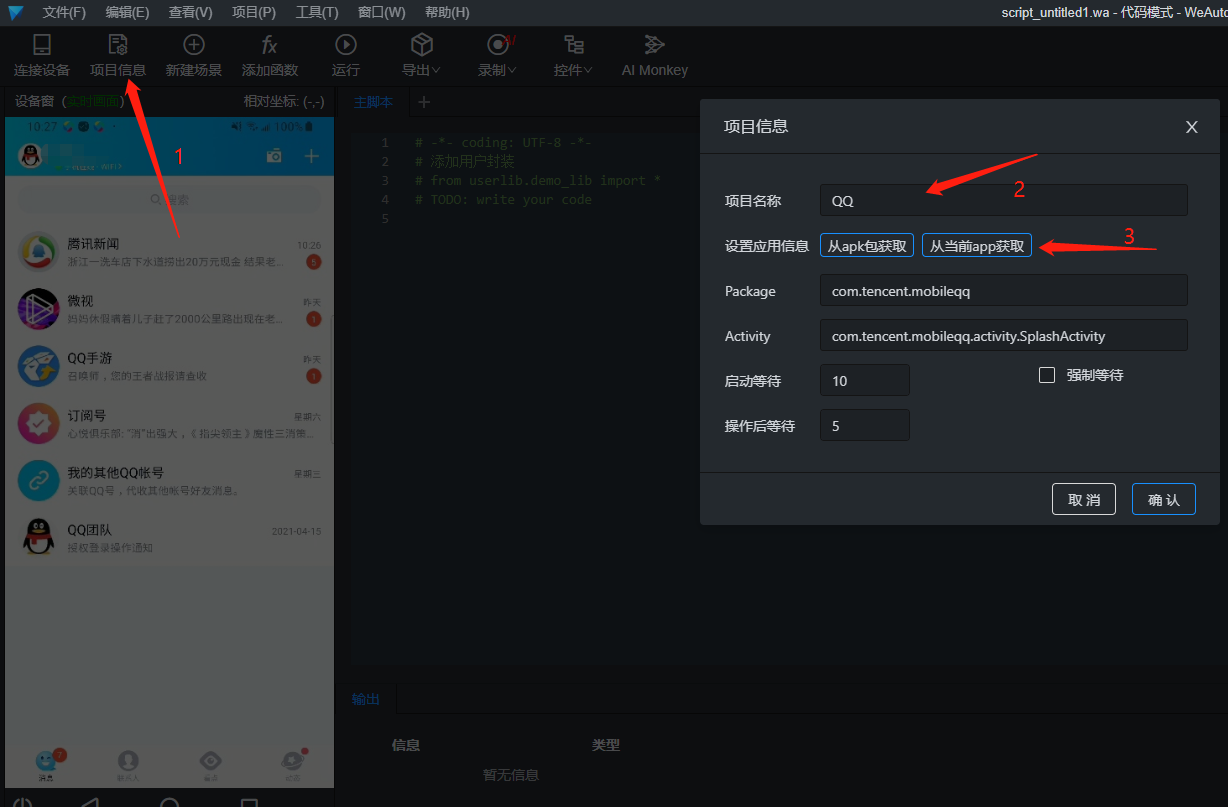 文件(F) 编辑(E) 查看(V) 项目(P) 工具(T) 窗口(W) 帮助(H) script_untitled1.wa - 代码模式 - WeAuto
连接设备 项目信息 新建场景 添加函数 运行 导出 录制 控件 AI Monkey
AI
设备窗 (实时画面) 相对坐标: (-,-)
主脚本
10.27 100%
搜索
腾讯新闻 10:26
浙江一洗车店下水道捞出20万元现金 结果老... 5
微视 昨天
妈妈休假骑着儿子赶了2000公里路出现在老... 1
QQ手游 昨天
召唤师，您的王者战报请查收 1
订阅号 星期六
心悦俱乐部: "消"出强大，《指尖领主》魔性三消策...
我的其他QQ帐号 星期三
关联QQ号，代收其他帐号好友消息。
QQ团队 2021-04-15
授权登录操作通知
7
消息 联系人 看点 动态
1 # -*- coding: UTF-8 -*-
2 # 添加用户封装
3 # from userlib.demo_lib import *
4 # TODO: write your code
5
输出
信息 类型
暂无信息
项目信息 X
项目名称 QQ
设置应用信息 从apk包获取 从当前app获取
Package com.tencent.mobileqq
Activity com.tencent.mobileqq.activity.SplashActivity
启动等待 10 强制等待
操作后等待 5
取 消 确 认
1
2
3